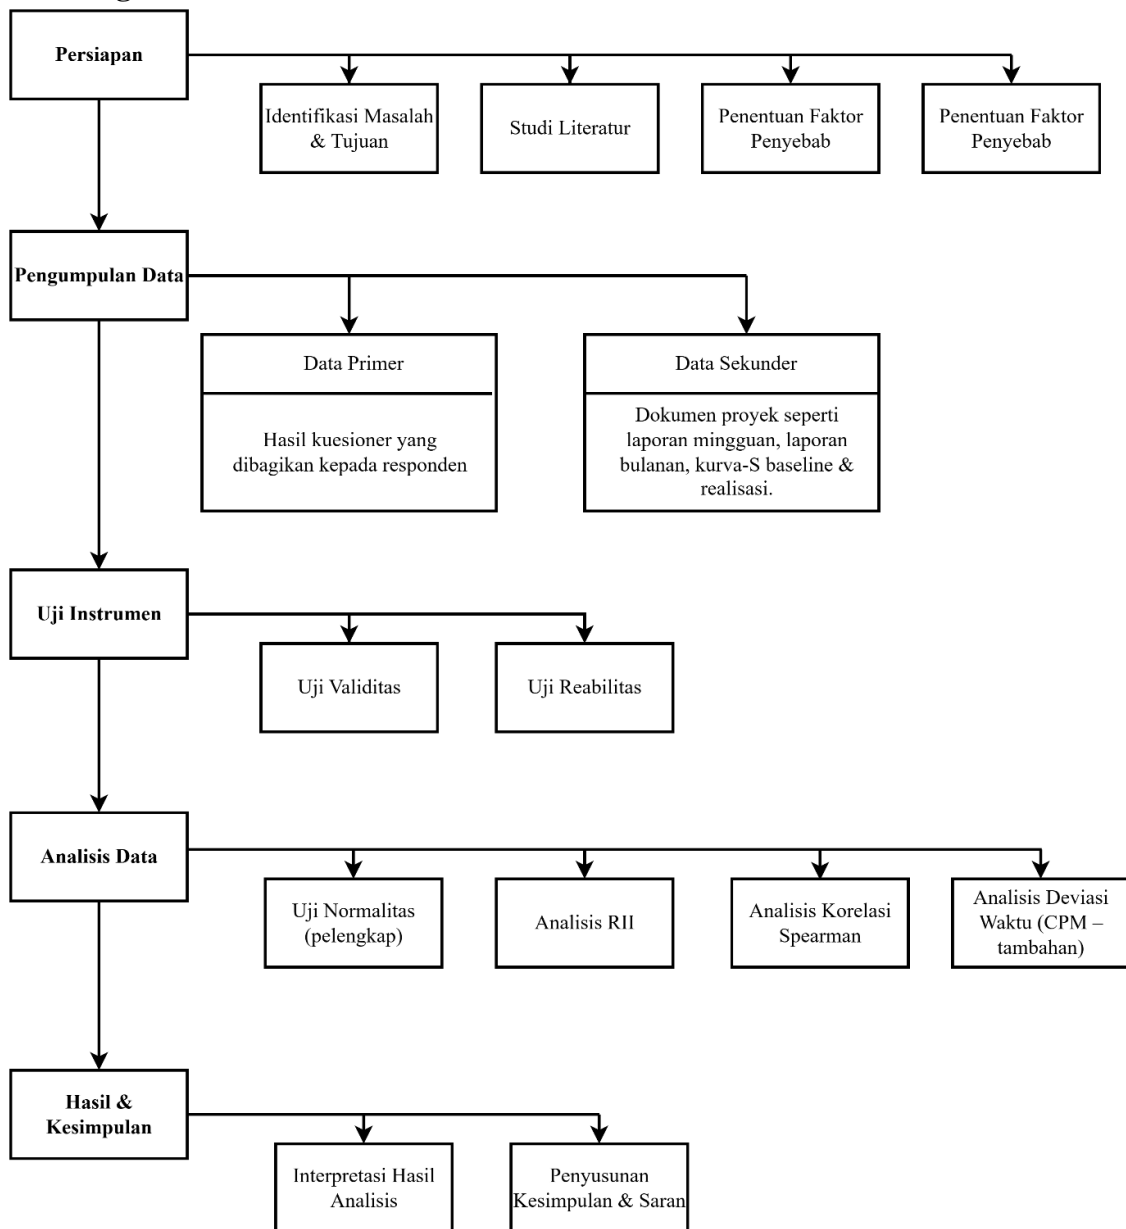 Persiapan
Identifikasi Masalah
& Tujuan
Studi Literatur
Penentuan Faktor
Penyebab
Penentuan Faktor
Penyebab
Pengumpulan Data
Data Primer
Hasil kuesioner yang
dibagikan kepada responden
Data Sekunder
Dokumen proyek seperti
laporan mingguan, laporan
bulanan, kurva-S baseline &
realisasi.
Uji Instrumen
Uji Validitas
Uji Reabilitas
Analisis Data
Uji Normalitas
(pelengkap)
Analisis RII
Analisis Korelasi
Spearman
Analisis Deviasi
Waktu (CPM –
tambahan)
Hasil &
Kesimpulan
Interpretasi Hasil
Analisis
Penyusunan
Kesimpulan & Saran